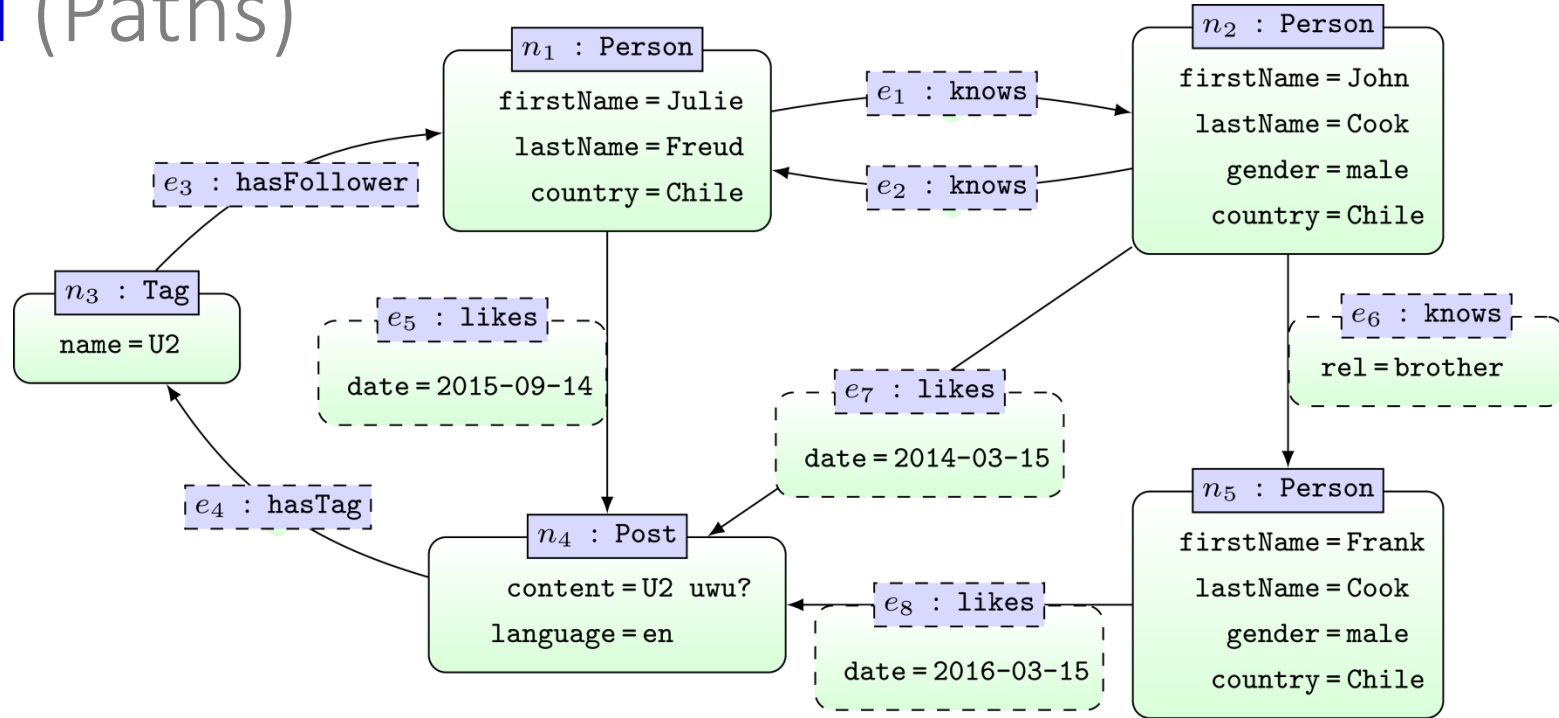 (Paths)
n₁ : Person
firstName = Julie
lastName = Freud
country = Chile
e₁ : knows
e₂ : knows
n₂ : Person
firstName = John
lastName = Cook
gender = male
country = Chile
e₃ : hasFollower
n₃ : Tag
name = U2
e₅ : likes
date = 2015-09-14
e₇ : likes
date = 2014-03-15
e₆ : knows
rel = brother
e₄ : hasTag
n₄ : Post
content = U2 uwu?
language = en
e₈ : likes
date = 2016-03-15
n₅ : Person
firstName = Frank
lastName = Cook
gender = male
country = Chile